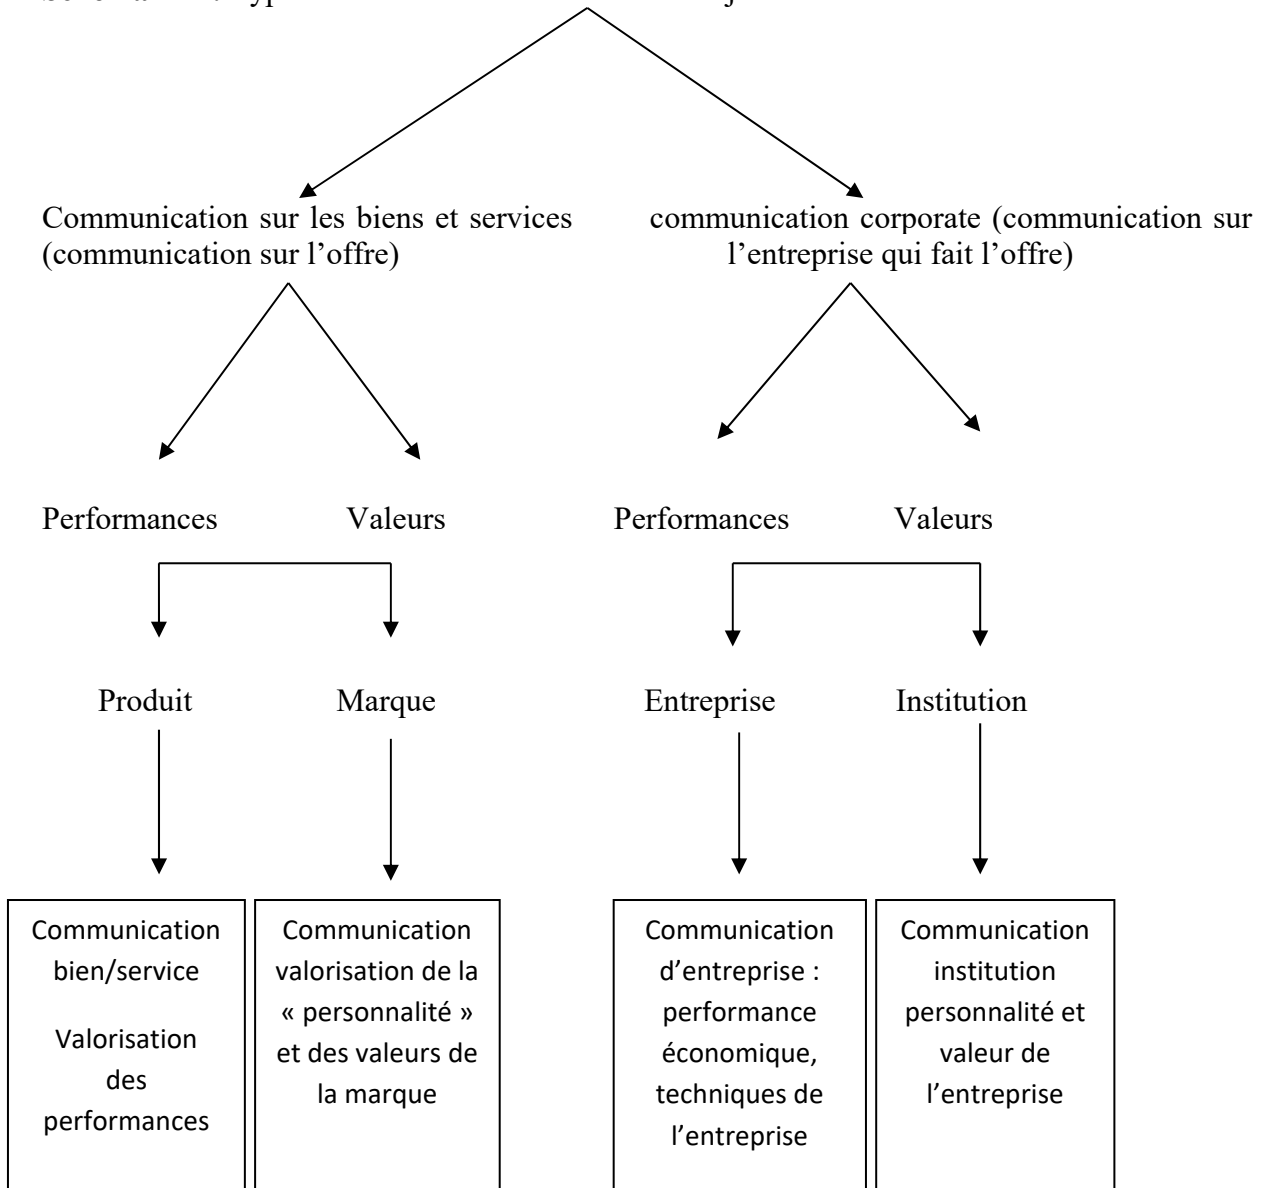 Communication sur les biens et services
(communication sur l’offre)
communication corporate (communication sur
l’entreprise qui fait l’offre)
Performances
Valeurs
Performances
Valeurs
Produit
Marque
Entreprise
Institution
Communication
bien/service
Valorisation
des
performances
Communication
valorisation de la
« personnalité »
et des valeurs de
la marque
Communication
d’entreprise :
performance
économique,
techniques de
l’entreprise
Communication
institution
personnalité et
valeur de
l’entreprise